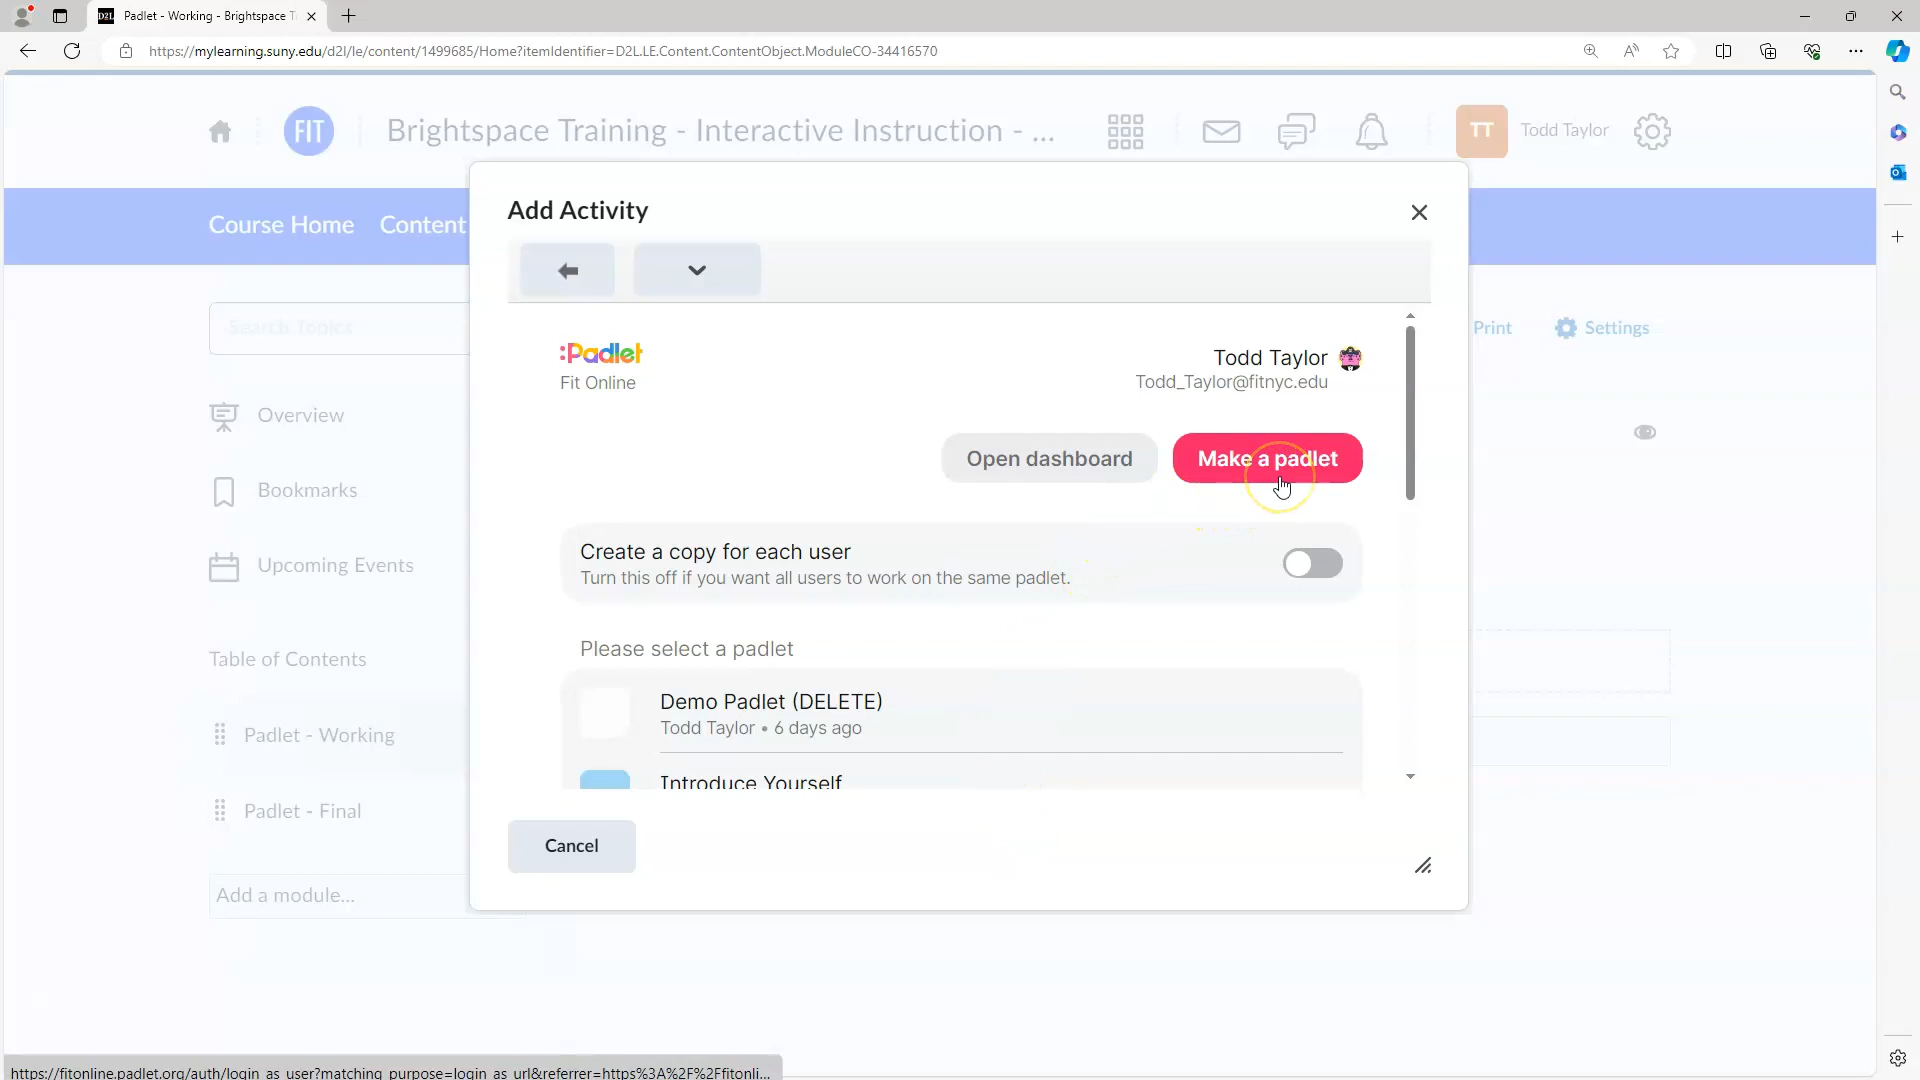 Padlet - Working - Brightspace T
https://mylearning.suny.edu/d2l/le/content/1499685/Home?itemIdentifier=D2L.LE.Content.ContentObject.ModuleCO-34416570
FIT
Brightspace Training - Interactive Instruction - ...
TT
Todd Taylor
Course Home
Content
Add Activity
Search Topics
Print
Settings
:Padlet
Fit Online
Todd Taylor
Todd_Taylor@fitnyc.edu
Overview
Open dashboard
Make a padlet
Bookmarks
Create a copy for each user
Turn this off if you want all users to work on the same padlet.
Upcoming Events
Please select a padlet
Table of Contents
Demo Padlet (DELETE)
Todd Taylor • 6 days ago
Padlet - Working
Introduce Yourself
Padlet - Final
Cancel
Add a module...
https://fitonline.padlet.org/auth/login_as_user?matching_purpose=login_as_url&referrer=https%3A%2F%2Ffitonli...